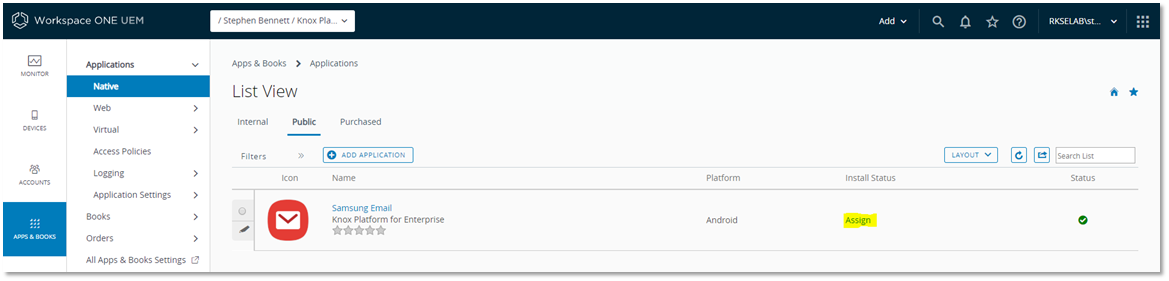 Workspace ONE UEM
/ Stephen Bennett / Knox Pla...
Add
RKSELAB\st...
MONITOR
DEVICES
ACCOUNTS
APPS & BOOKS
Applications
Native
Web
Virtual
Access Policies
Logging
Application Settings
Books
Orders
All Apps & Books Settings
Apps & Books > Applications
List View
Internal Public Purchased
Filters >> ADD APPLICATION LAYOUT Search List
Icon Name Platform Install Status Status
Samsung Email
Knox Platform for Enterprise
Android Assign